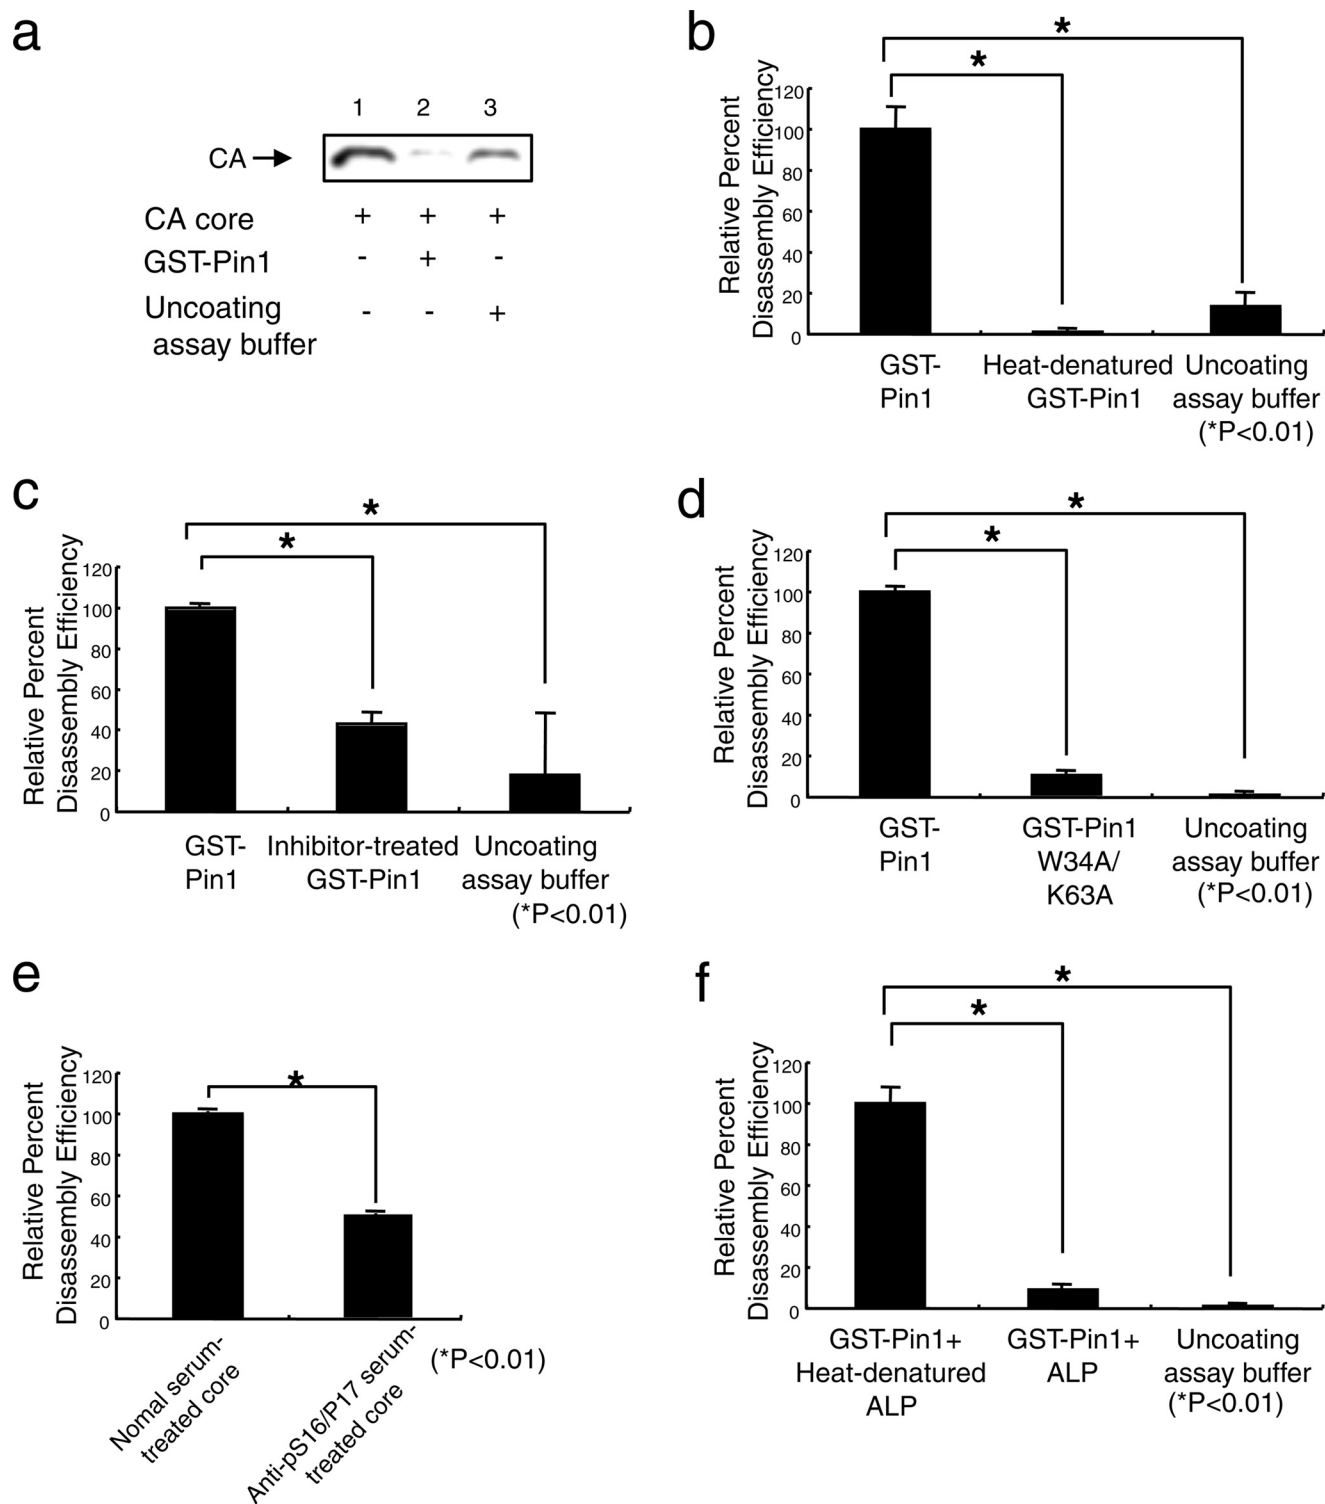 a
1 2 3
CA
CA core + + +
GST-Pin1 - + -
Uncoating - - +
assay buffer
b
*
*
Relative Percent
Disassembly Efficiency
120
100
80
60
40
20
0
GST-
Pin1
Heat-denatured
GST-Pin1
Uncoating
assay buffer
(*P<0.01)
c
*
*
Relative Percent
Disassembly Efficiency
120
100
80
60
40
20
0
GST-
Pin1
Inhibitor-treated
GST-Pin1
Uncoating
assay buffer
(*P<0.01)
d
*
*
Relative Percent
Disassembly Efficiency
120
100
80
60
40
20
0
GST-
Pin1
GST-Pin1
W34A/
K63A
Uncoating
assay buffer
(*P<0.01)
e
*
Relative Percent
Disassembly Efficiency
120
100
80
60
40
20
0
Nomal serum-
treated core
Anti-pS16/P17 serum-
treated core
(*P<0.01)
f
*
*
Relative Percent
Disassembly Efficiency
120
100
80
60
40
20
0
GST-Pin1+
Heat-denatured
ALP
GST-Pin1+
ALP
Uncoating
assay buffer
(*P<0.01)